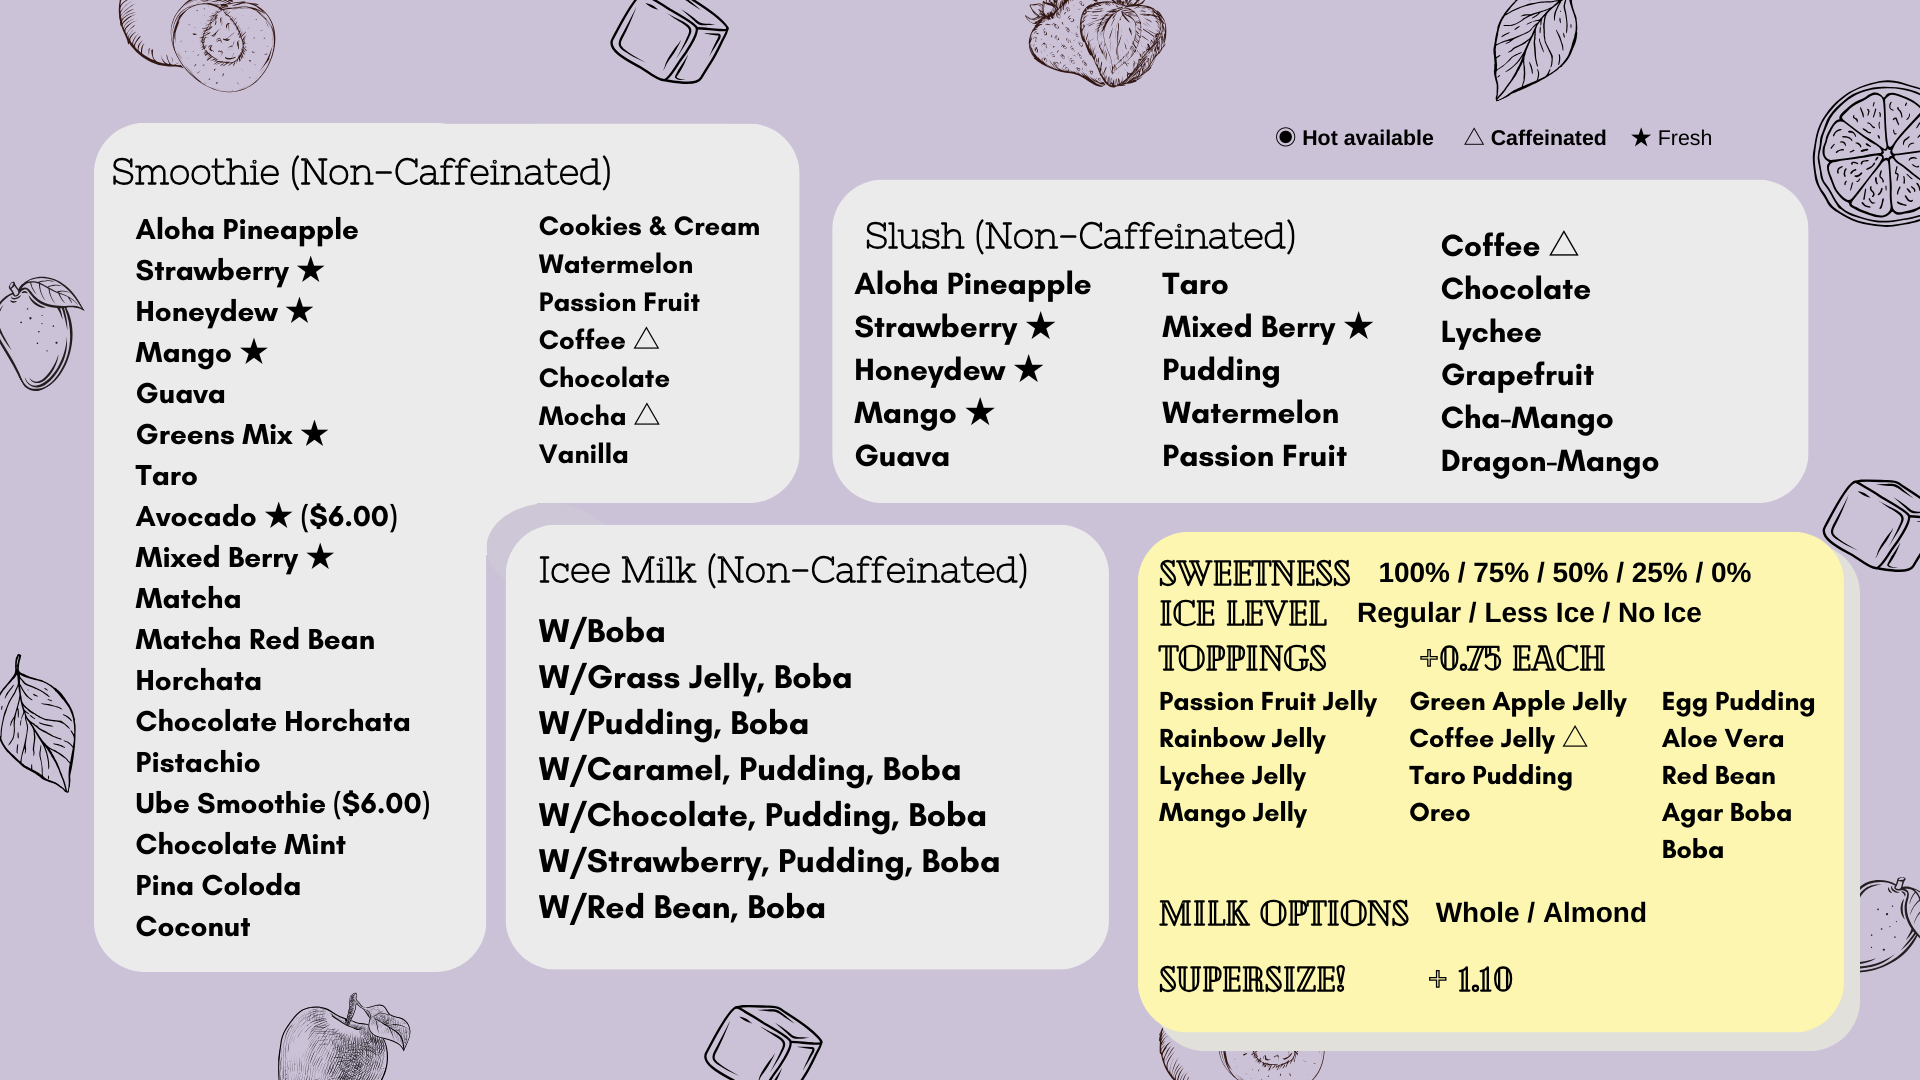 ◉ Hot available △ Caffeinated ★ Fresh
Smoothie (Non-Caffeinated)
Aloha Pineapple
Strawberry ★
Honeydew ★
Mango ★
Guava
Greens Mix ★
Taro
Avocado ★ ($6.00)
Mixed Berry ★
Matcha
Matcha Red Bean
Horchata
Chocolate Horchata
Pistachio
Ube Smoothie ($6.00)
Chocolate Mint
Pina Coloda
Coconut
Cookies & Cream
Watermelon
Passion Fruit
Coffee △
Chocolate
Mocha △
Vanilla
Slush (Non-Caffeinated)
Aloha Pineapple
Strawberry ★
Honeydew ★
Mango ★
Guava
Taro
Mixed Berry ★
Pudding
Watermelon
Passion Fruit
Coffee △
Chocolate
Lychee
Grapefruit
Cha-Mango
Dragon-Mango
Icee Milk (Non-Caffeinated)
W/Boba
W/Grass Jelly, Boba
W/Pudding, Boba
W/Caramel, Pudding, Boba
W/Chocolate, Pudding, Boba
W/Strawberry, Pudding, Boba
W/Red Bean, Boba
SWEETNESS 100% / 75% / 50% / 25% / 0%
ICE LEVEL Regular / Less Ice / No Ice
TOPPINGS +0.75 EACH
Passion Fruit Jelly
Rainbow Jelly
Lychee Jelly
Mango Jelly
Green Apple Jelly
Coffee Jelly △
Taro Pudding
Oreo
Egg Pudding
Aloe Vera
Red Bean
Agar Boba
Boba
MILK OPTIONS Whole / Almond
SUPERSIZE! + 1.10